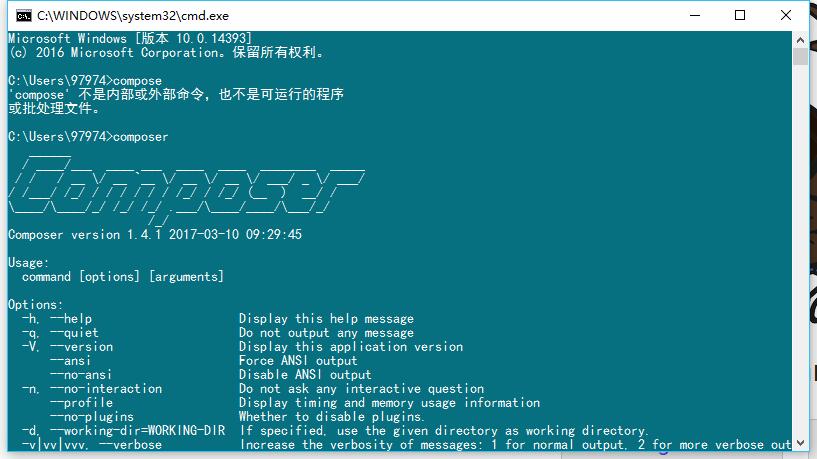 C:\WINDOWS\system32\cmd.exe
Microsoft Windows [版本 10.0.14393]
(c) 2016 Microsoft Corporation。保留所有权利。
C:\Users\97974>compose
'compose' 不是内部或外部命令，也不是可运行的程序
或批处理文件。
C:\Users\97974>composer
Composer
Composer version 1.4.1 2017-03-10 09:29:45
Usage:
command [options] [arguments]
Options:
-h, --help Display this help message
-q, --quiet Do not output any message
-V, --version Display this application version
--ansi Force ANSI output
--no-ansi Disable ANSI output
-n, --no-interaction Do not ask any interactive question
--profile Display timing and memory usage information
--no-plugins Whether to disable plugins.
-d, --working-dir=WORKING-DIR If specified, use the given directory as working directory.
-v|vv|vvv, --verbose Increase the verbosity of messages: 1 for normal output, 2 for more verbose out